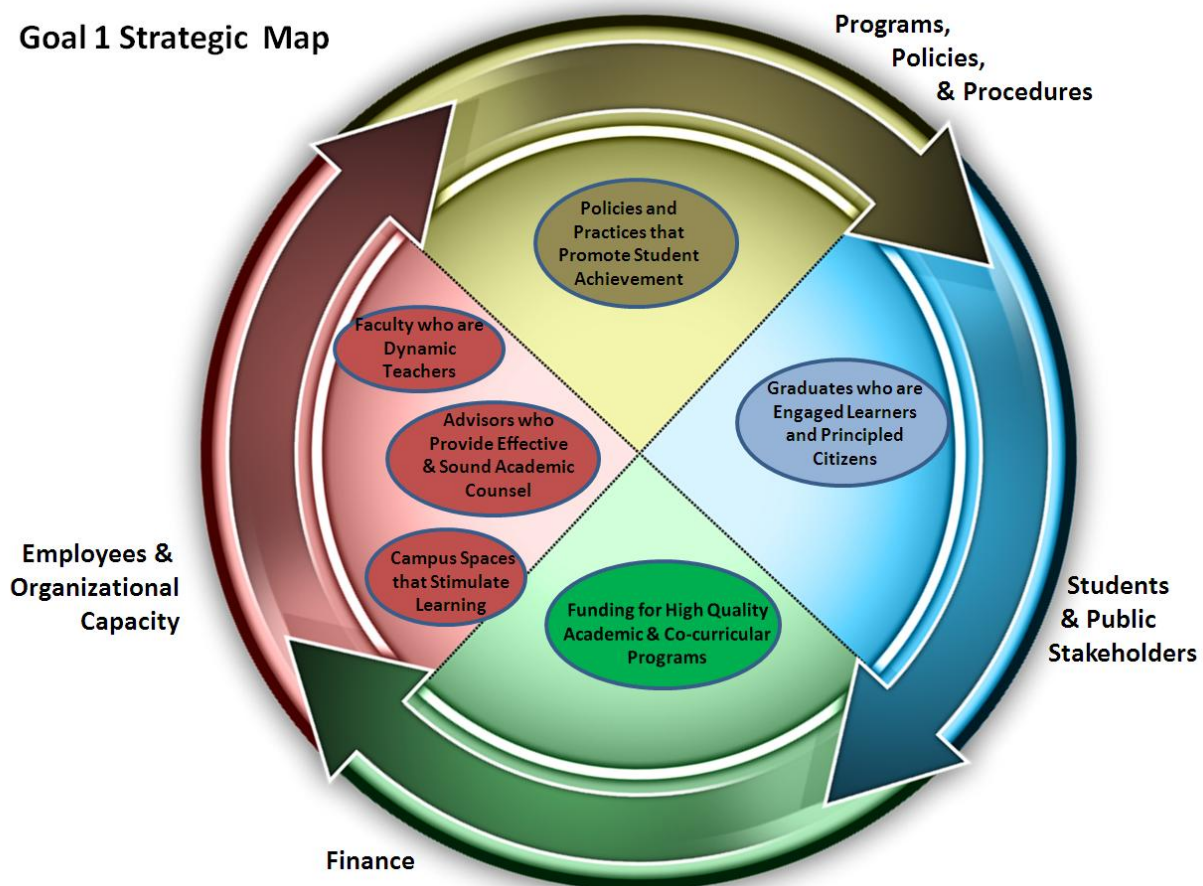 Goal 1 Strategic Map
Programs,
Policies,
& Procedures
Policies and
Practices that
Promote Student
Achievement
Faculty who are
Dynamic
Teachers
Advisors who
Provide Effective
& Sound Academic
Counsel
Campus Spaces
that Stimulate
Learning
Graduates who are
Engaged Learners
and Principled
Citizens
Funding for High Quality
Academic & Co-curricular
Programs
Employees &
Organizational
Capacity
Students
& Public
Stakeholders
Finance